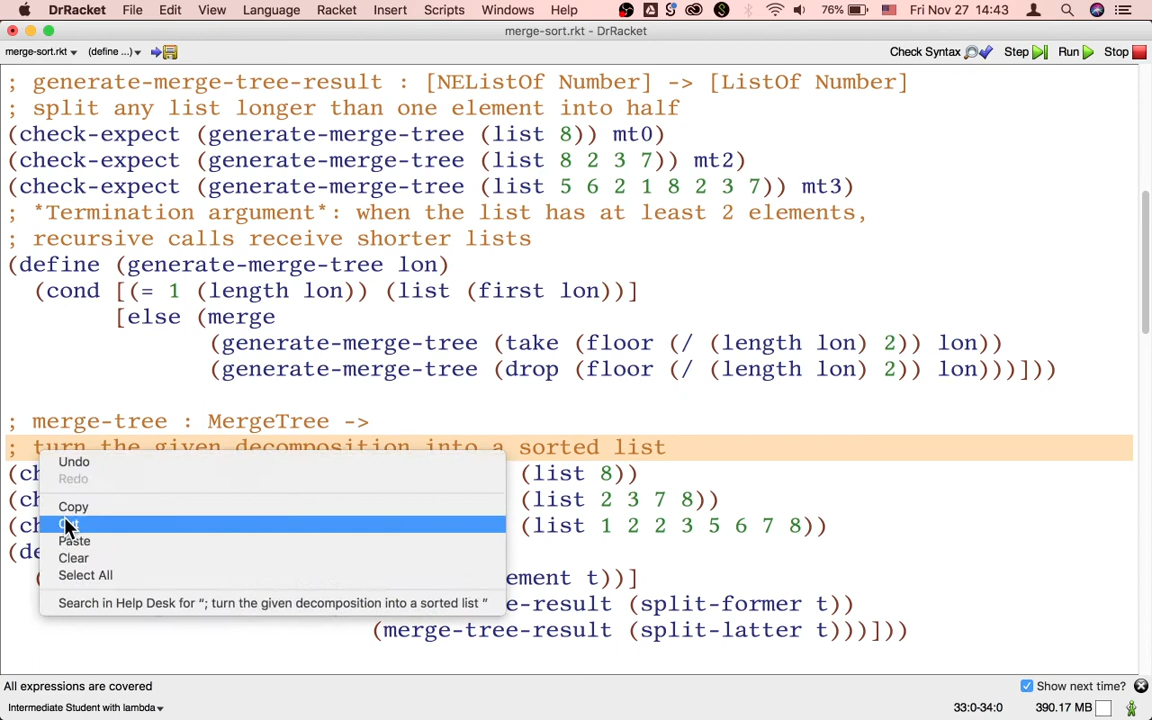 DrRacket File Edit View Language Racket Insert Scripts Windows Help 76% Fri Nov 27 14:43
merge-sort.rkt - DrRacket
merge-sort.rkt (define ...) Check Syntax Step Run Stop
; generate-merge-tree-result : [NEListOf Number] -> [ListOf Number]
; split any list longer than one element into half
(check-expect (generate-merge-tree (list 8)) mt0)
(check-expect (generate-merge-tree (list 8 2 3 7)) mt2)
(check-expect (generate-merge-tree (list 5 6 2 1 8 2 3 7)) mt3)
; *Termination argument*: when the list has at least 2 elements,
; recursive calls receive shorter lists
(define (generate-merge-tree lon)
(cond [(= 1 (length lon)) (list (first lon))]
[else (merge
(generate-merge-tree (take (floor (/ (length lon) 2)) lon))
(generate-merge-tree (drop (floor (/ (length lon) 2)) lon)))]))
; merge-tree : MergeTree ->
; turn the given decomposition into a sorted list
(ch (list 8))
(ch (list 2 3 7 8))
(ch (list 1 2 2 3 5 6 7 8))
(de
ement t))]
e-result (split-former t))
(merge-tree-result (split-latter t)))]))
Undo
Redo
Copy
Cut
Paste
Clear
Select All
Search in Help Desk for “; turn the given decomposition into a sorted list ”
All expressions are covered Show next time?
Intermediate Student with lambda 33:0-34:0 390.17 MB